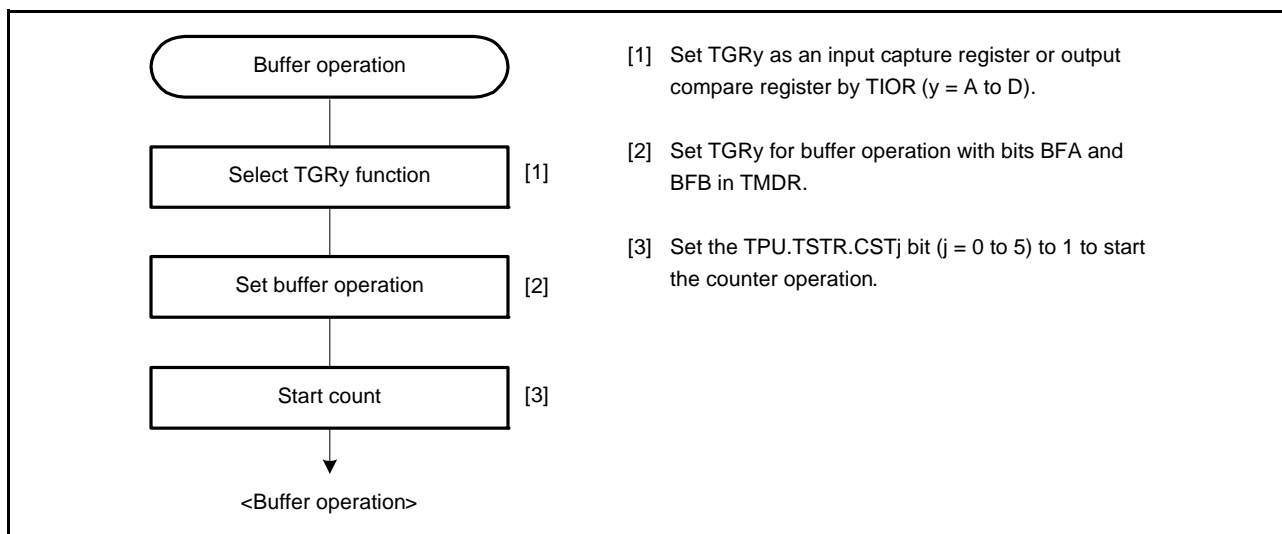 Buffer operation
Select TGRy function
[1]
Set buffer operation
[2]
Start count
[3]
<Buffer operation>
[1] Set TGRy as an input capture register or output
compare register by TIOR (y = A to D).
[2] Set TGRy for buffer operation with bits BFA and
BFB in TMDR.
[3] Set the TPU.TSTR.CSTj bit (j = 0 to 5) to 1 to start
the counter operation.